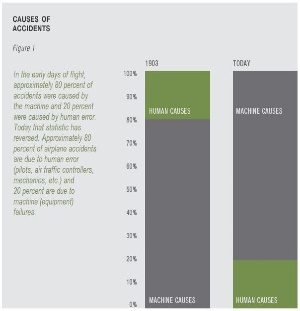 CAUSES OF
ACCIDENTS
Figure 1
In the early days of flight,
approximately 80 percent of
accidents were caused by
the machine and 20 percent
were caused by human error.
Today that statistic has
reversed. Approximately 80
percent of airplane accidents
are due to human error
(pilots, air traffic controllers,
mechanics, etc.) and
20 percent are due to
machine (equipment)
failures.
1903
TODAY
100%
90%
80%
70%
60%
50%
40%
30%
20%
10%
0%
HUMAN CAUSES
MACHINE CAUSES
MACHINE CAUSES
HUMAN CAUSES